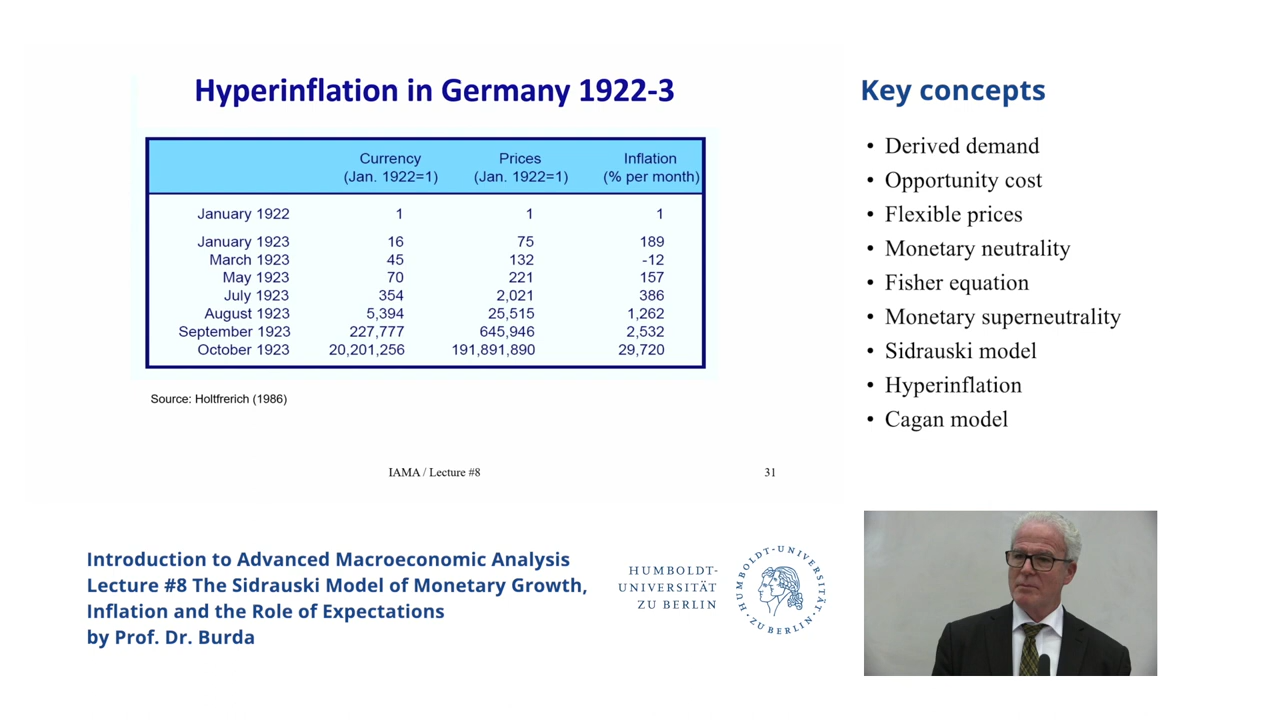 Hyperinflation in Germany 1922-3
Currency Prices Inflation
(Jan. 1922=1) (Jan. 1922=1) (% per month)
January 1922 1 1 1
January 1923 16 75 189
March 1923 45 132 -12
May 1923 70 221 157
July 1923 354 2,021 386
August 1923 5,394 25,515 1,262
September 1923 227,777 645,946 2,532
October 1923 20,201,256 191,891,890 29,720
Source: Holtfrerich (1986)
IAMA / Lecture #8 31
Key concepts
• Derived demand
• Opportunity cost
• Flexible prices
• Monetary neutrality
• Fisher equation
• Monetary superneutrality
• Sidrauski model
• Hyperinflation
• Cagan model
Introduction to Advanced Macroeconomic Analysis
Lecture #8 The Sidrauski Model of Monetary Growth,
Inflation and the Role of Expectations
by Prof. Dr. Burda
HUMBOLDT-
UNIVERSITÄT
ZU BERLIN
HUMBOLDT-UNIVERSITÄT
ZU BERLIN